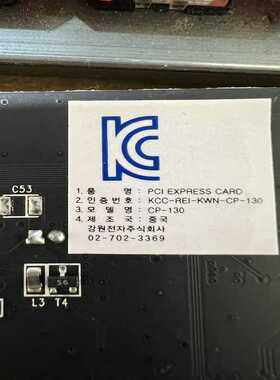 KC
C53
1. 품 명 : PCI EXPRESS CARD
2. 인증번호 : KCC-REI-KWN-CP-130
3. 모델명 : CP-130
4. 제조국 : 중국
강원전자주식회사
02-702-3369
L3 T4
S6